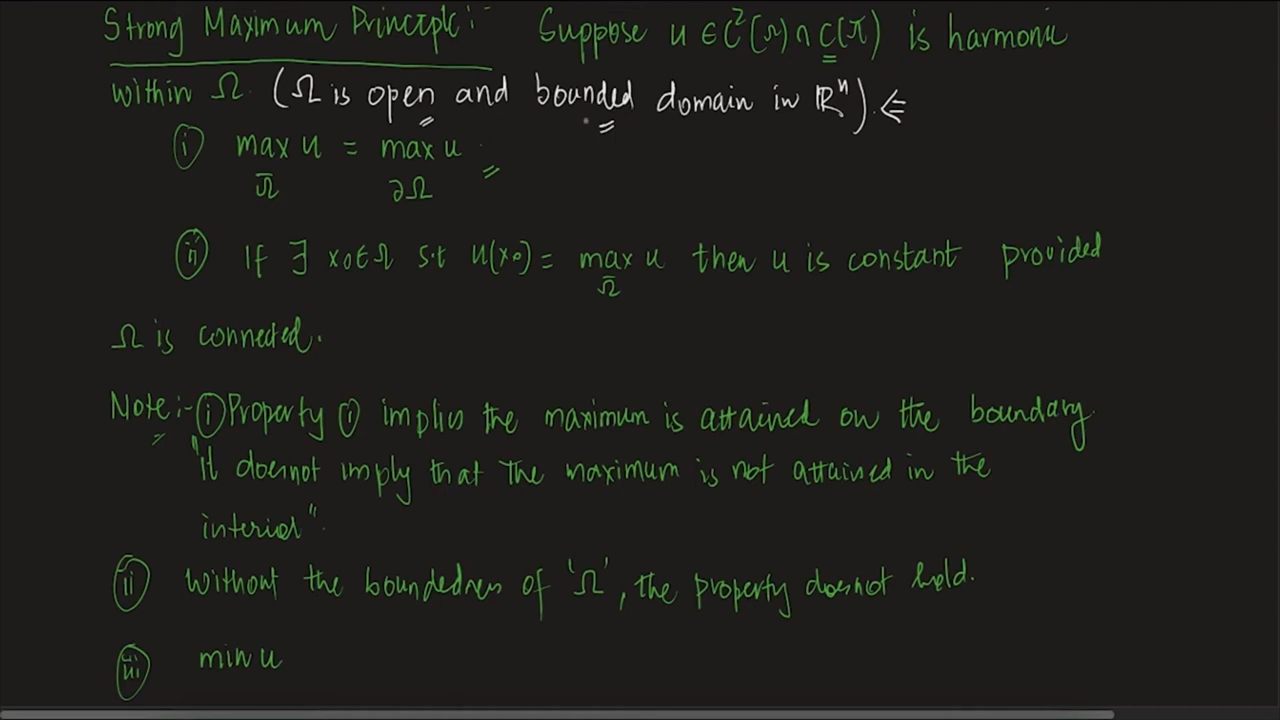 Strong Maximum Principle:- Suppose u ∈ C²(Ω) ∩ C(Ω̅) is harmonic
within Ω. (Ω is open and bounded domain in ℝⁿ). ⇐
(i) max u = max u
Ω̅ ∂Ω
(ii) If ∃ x₀∈Ω s.t u(x₀) = max u then u is constant provided
Ω̅
Ω is connected.
Note:- (i) Property (i) implies the maximum is attained on the boundary.
"it doesnot imply that the maximum is not attained in the
interior".
(ii) without the boundedness of 'Ω', the property doesnot hold.
(iii) min u